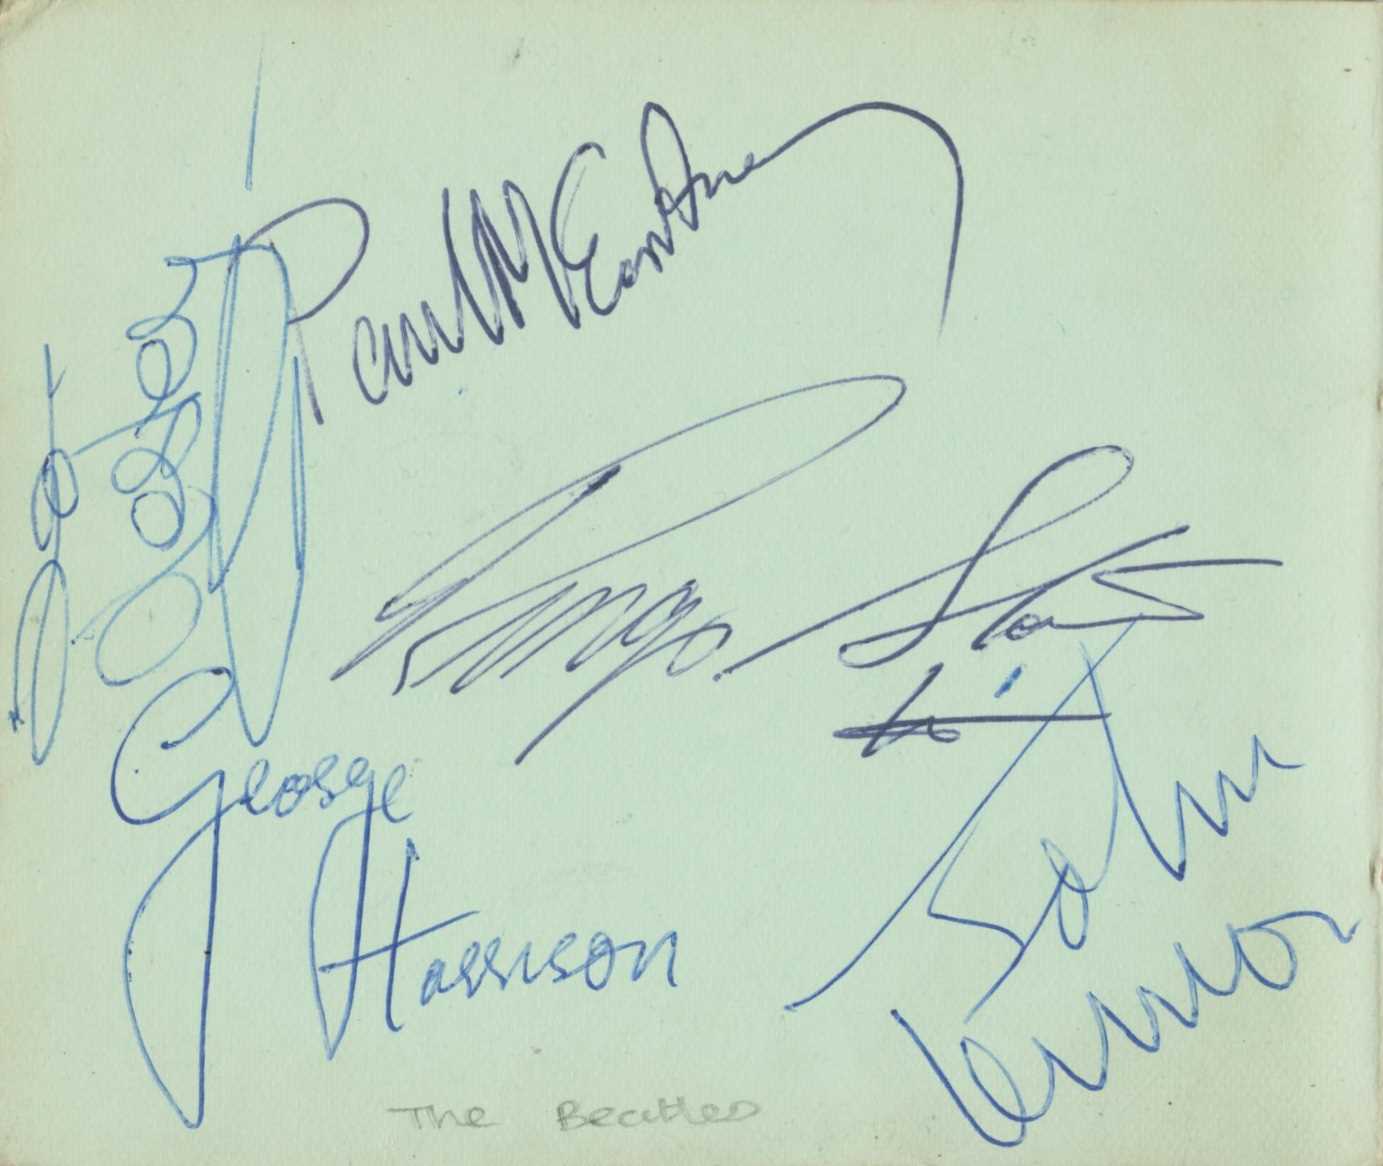 Paul McCartney
Ringo Starr
George
Harrison
John
Lennon
The Beatles